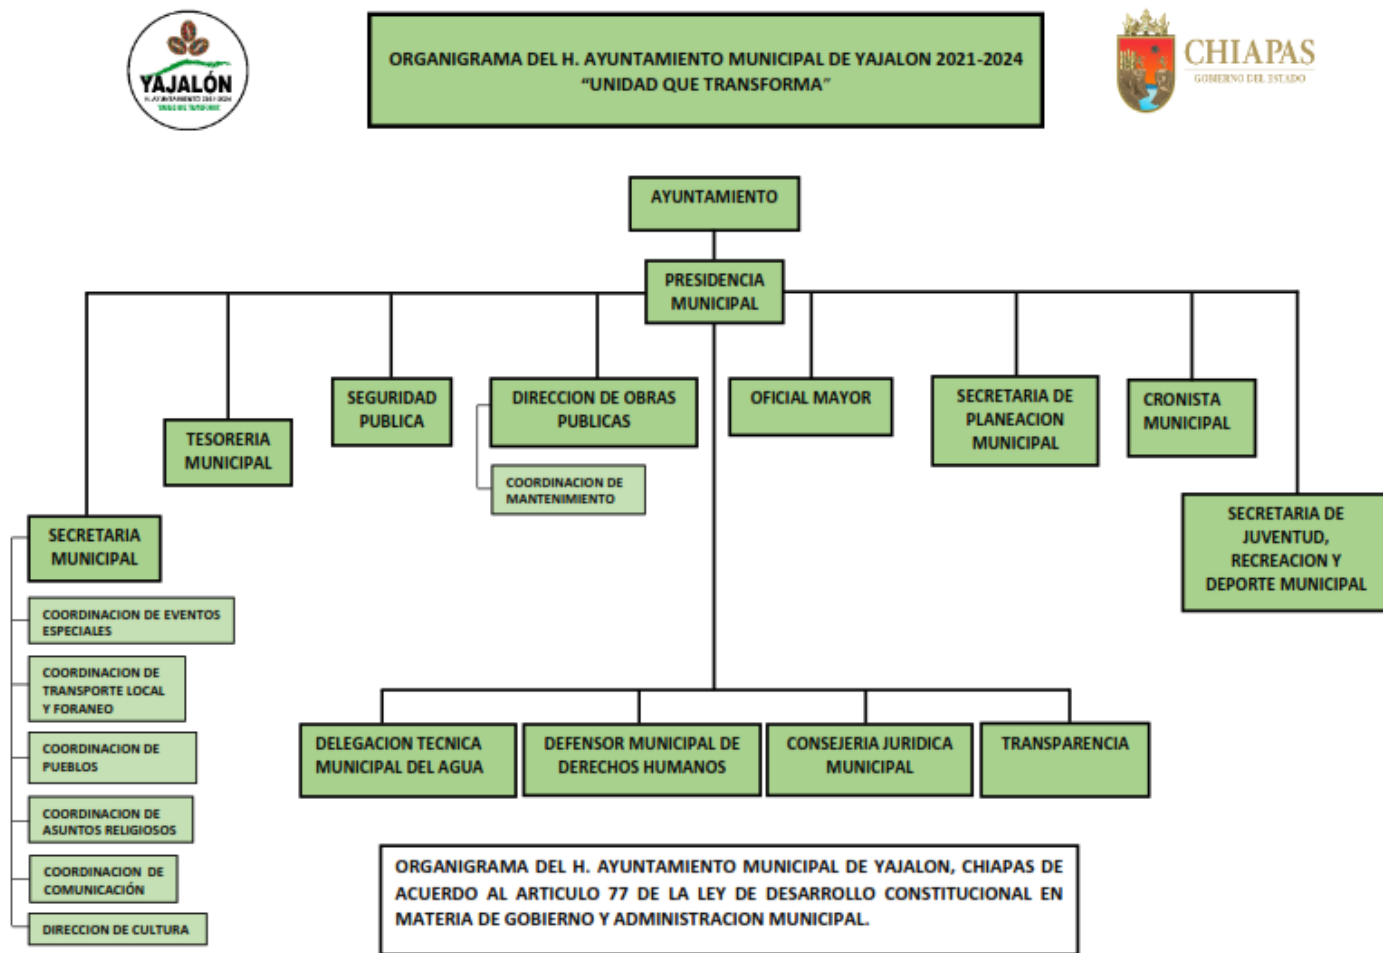 YAJALÓN
H. AYUNTAMIENTO 2021-2024
ORGANIGRAMA DEL H. AYUNTAMIENTO MUNICIPAL DE YAJALON 2021-2024
“UNIDAD QUE TRANSFORMA”
CHIAPAS
GOBIERNO DEL ESTADO
AYUNTAMIENTO
PRESIDENCIA
MUNICIPAL
SECRETARIA
MUNICIPAL
COORDINACION DE EVENTOS
ESPECIALES
COORDINACION DE
TRANSPORTE LOCAL
Y FORANEO
COORDINACION DE
PUEBLOS
COORDINACION DE
ASUNTOS RELIGIOSOS
COORDINACION DE
COMUNICACIÓN
DIRECCION DE CULTURA
TESORERIA
MUNICIPAL
SEGURIDAD
PUBLICA
DIRECCION DE OBRAS
PUBLICAS
COORDINACION DE
MANTENIMIENTO
OFICIAL MAYOR
SECRETARIA DE
PLANEACION
MUNICIPAL
CRONISTA
MUNICIPAL
SECRETARIA DE
JUVENTUD,
RECREACION Y
DEPORTE MUNICIPAL
DELEGACION TECNICA
MUNICIPAL DEL AGUA
DEFENSOR MUNICIPAL DE
DERECHOS HUMANOS
CONSEJERIA JURIDICA
MUNICIPAL
TRANSPARENCIA
ORGANIGRAMA DEL H. AYUNTAMIENTO MUNICIPAL DE YAJALON, CHIAPAS DE
ACUERDO AL ARTICULO 77 DE LA LEY DE DESARROLLO CONSTITUCIONAL EN
MATERIA DE GOBIERNO Y ADMINISTRACION MUNICIPAL.